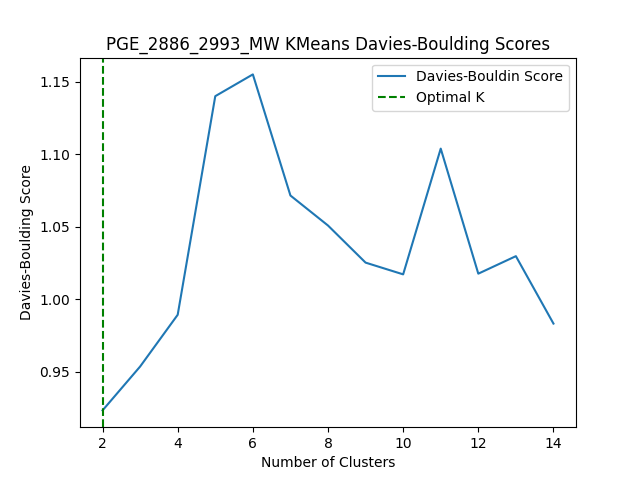 PGE_2886_2993_MW KMeans Davies-Boulding Scores
Davies-Bouldin Score
Optimal K
Davies-Boulding Score
1.15
1.10
1.05
1.00
0.95
2 4 6 8 10 12 14
Number of Clusters